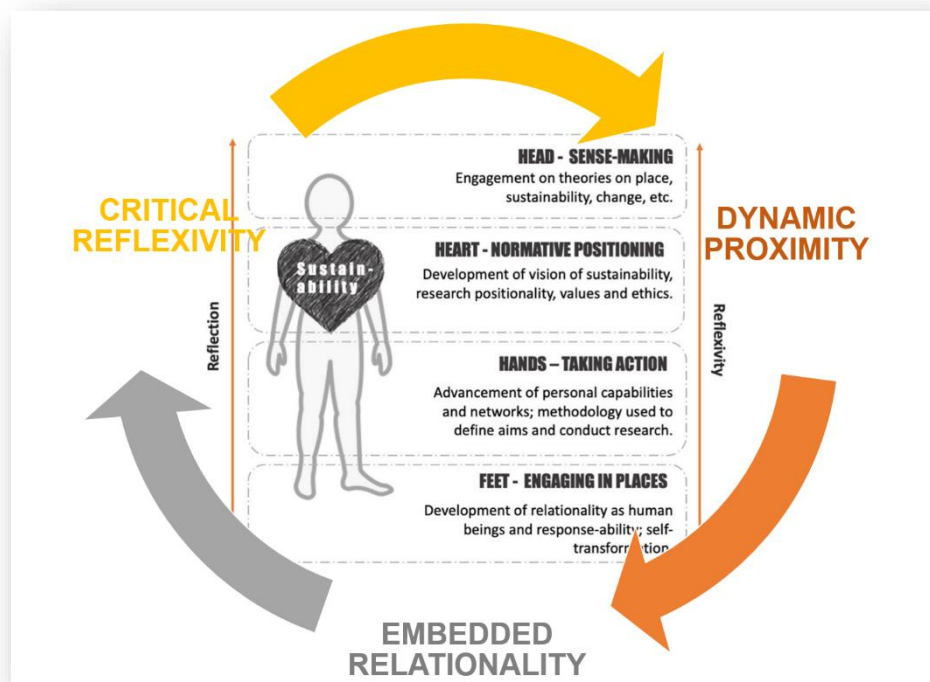 HEAD - SENSE-MAKING
Engagement on theories on place,
sustainability, change, etc.
CRITICAL
REFLEXIVITY
DYNAMIC
PROXIMITY
HEART - NORMATIVE POSITIONING
Sustain-
ability
Development of vision of sustainability,
research positionality, values and ethics.
Reflection
Reflexivity
HANDS – TAKING ACTION
Advancement of personal capabilities
and networks; methodology used to
define aims and conduct research.
FEET - ENGAGING IN PLACES
Development of relationality as human
beings and response-ability; self-
EMBEDDED
RELATIONALITY